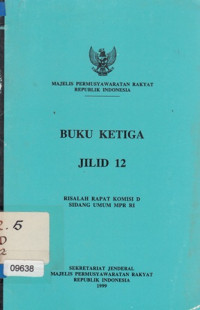 MAJELIS PERMUSYAWARATAN RAKYAT
REPUBLIK INDONESIA
BUKU KETIGA
JILID 12
RISALAH RAPAT KOMISI D
SIDANG UMUM MPR RI
2.5
D
2
09638
SEKRETARIAT JENDERAL
MAJELIS PERMUSYAWARATAN RAKYAT
REPUBLIK INDONESIA
1999